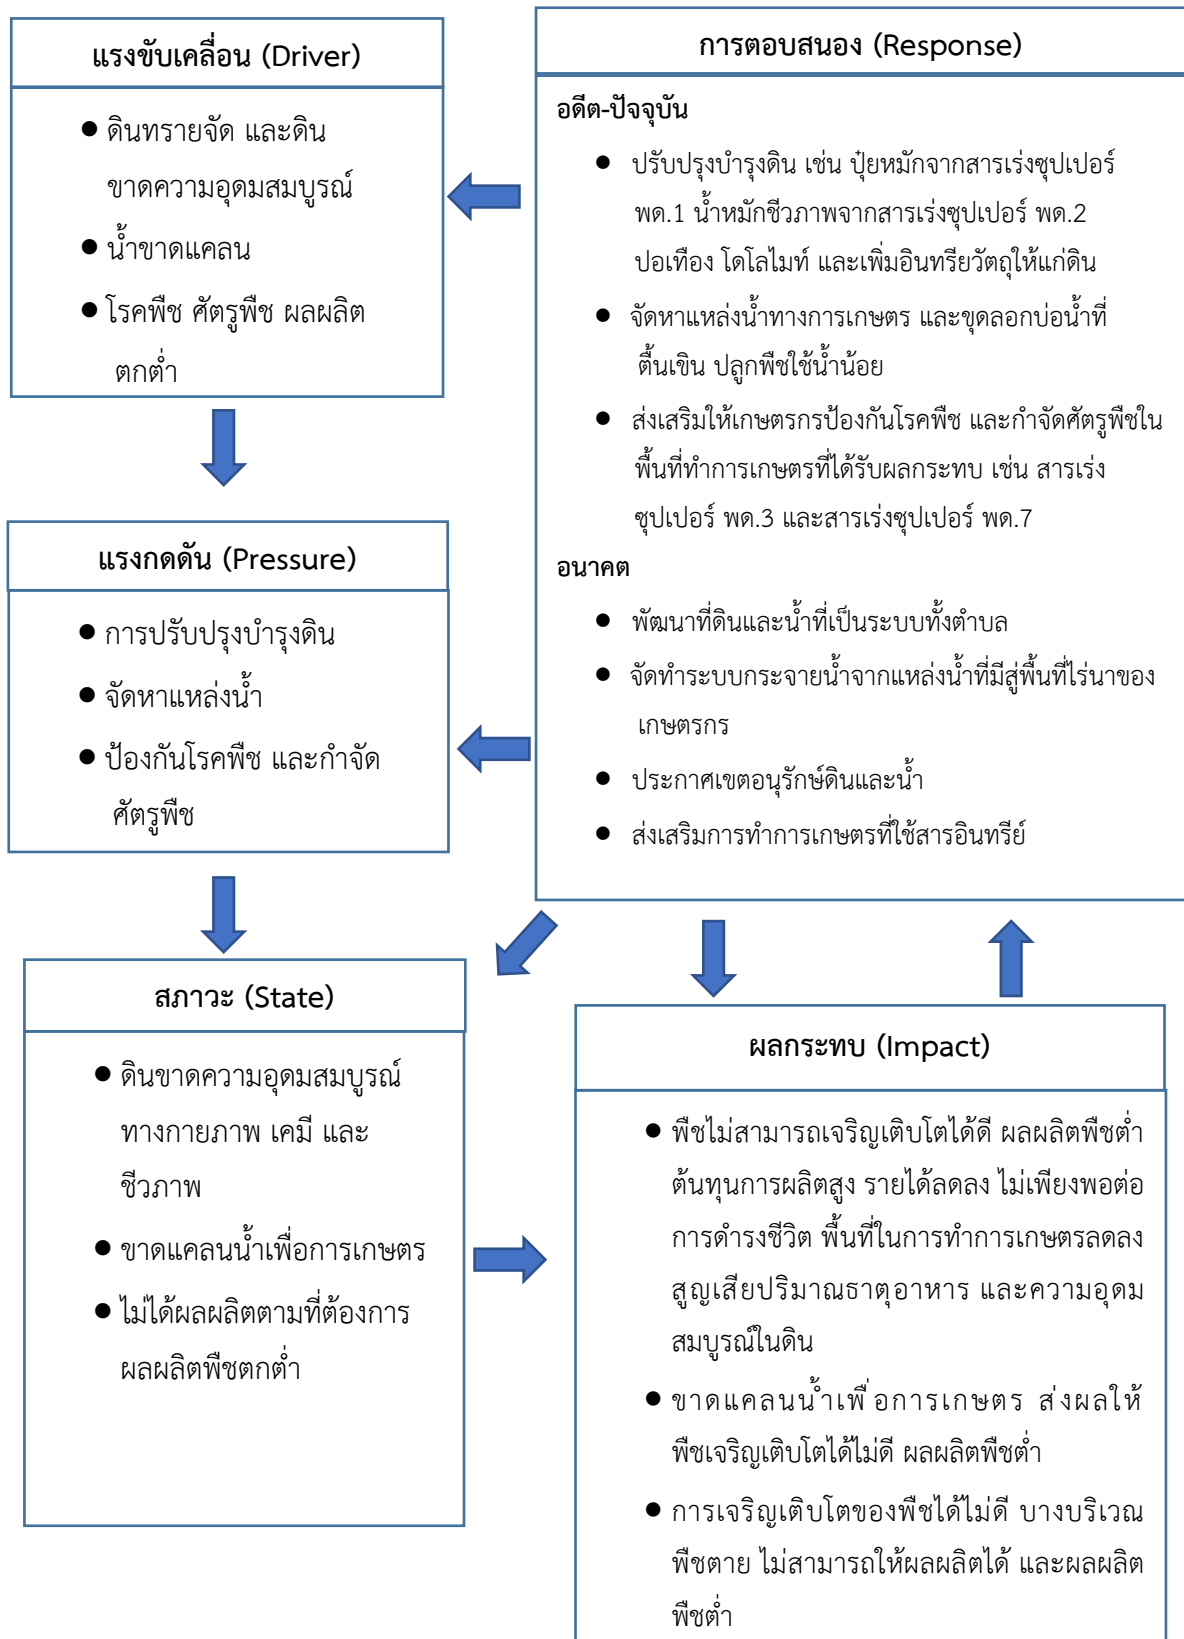 แรงขับเคลื่อน (Driver)
● ดินทรายจัด และดิน
ขาดความอุดมสมบูรณ์
● น้ำขาดแคลน
● โรคพืช ศัตรูพืช ผลผลิต
ตกต่ำ
การตอบสนอง (Response)
อดีต-ปัจจุบัน
● ปรับปรุงบำรุงดิน เช่น ปุ๋ยหมักจากสารเร่งซุปเปอร์
พด.1 น้ำหมักชีวภาพจากสารเร่งซุปเปอร์ พด.2
ปอเทือง โดโลไมท์ และเพิ่มอินทรียวัตถุให้แก่ดิน
● จัดหาแหล่งน้ำทางการเกษตร และขุดลอกบ่อน้ำที่
ตื้นเขิน ปลูกพืชใช้น้ำน้อย
● ส่งเสริมให้เกษตรกรป้องกันโรคพืช และกำจัดศัตรูพืชใน
พื้นที่ทำการเกษตรที่ได้รับผลกระทบ เช่น สารเร่ง
ซุปเปอร์ พด.3 และสารเร่งซุปเปอร์ พด.7
อนาคต
● พัฒนาที่ดินและน้ำที่เป็นระบบทั้งตำบล
● จัดทำระบบกระจายน้ำจากแหล่งน้ำที่มีสู่พื้นที่ไร่นาของ
เกษตรกร
● ประกาศเขตอนุรักษ์ดินและน้ำ
● ส่งเสริมการทำการเกษตรที่ใช้สารอินทรีย์
แรงกดดัน (Pressure)
● การปรับปรุงบำรุงดิน
● จัดหาแหล่งน้ำ
● ป้องกันโรคพืช และกำจัด
ศัตรูพืช
สภาวะ (State)
● ดินขาดความอุดมสมบูรณ์
ทางกายภาพ เคมี และ
ชีวภาพ
● ขาดแคลนน้ำเพื่อการเกษตร
● ไม่ได้ผลผลิตตามที่ต้องการ
ผลผลิตพืชตกต่ำ
ผลกระทบ (Impact)
● พืชไม่สามารถเจริญเติบโตได้ดี ผลผลิตพืชต่ำ
ต้นทุนการผลิตสูง รายได้ลดลง ไม่เพียงพอต่อ
การดำรงชีวิต พื้นที่ในการทำการเกษตรลดลง
สูญเสียปริมาณธาตุอาหาร และความอุดม
สมบูรณ์ในดิน
● ขาดแคลนน้ำเพื่อการเกษตร ส่งผลให้
พืชเจริญเติบโตได้ไม่ดี ผลผลิตพืชต่ำ
● การเจริญเติบโตของพืชได้ไม่ดี บางบริเวณ
พืชตาย ไม่สามารถให้ผลผลิตได้ และผลผลิต
พืชต่ำ